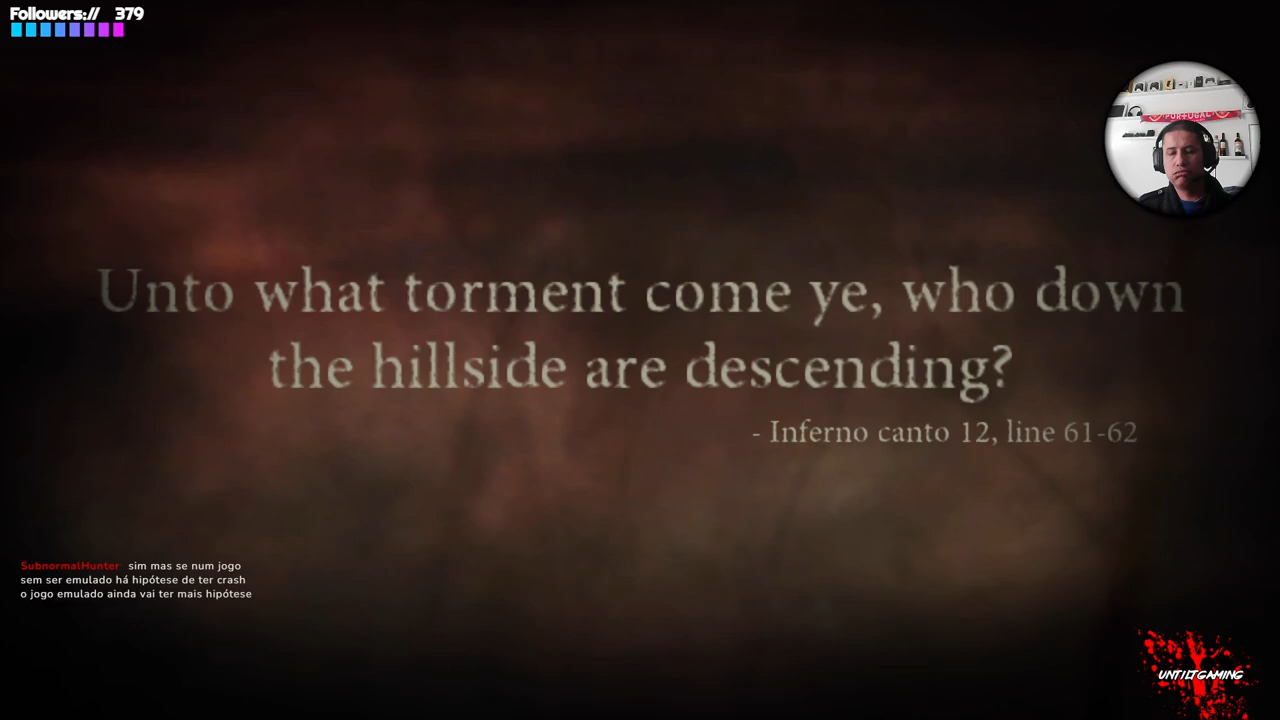 Followers:// 379
PORTUGAL
Unto what torment come ye, who down
the hillside are descending?
- Inferno canto 12, line 61-62
SubnormalHunter: sim mas se num jogo
sem ser emulado há hipótese de ter crash
o jogo emulado ainda vai ter mais hipótese
UNTILTGAMING